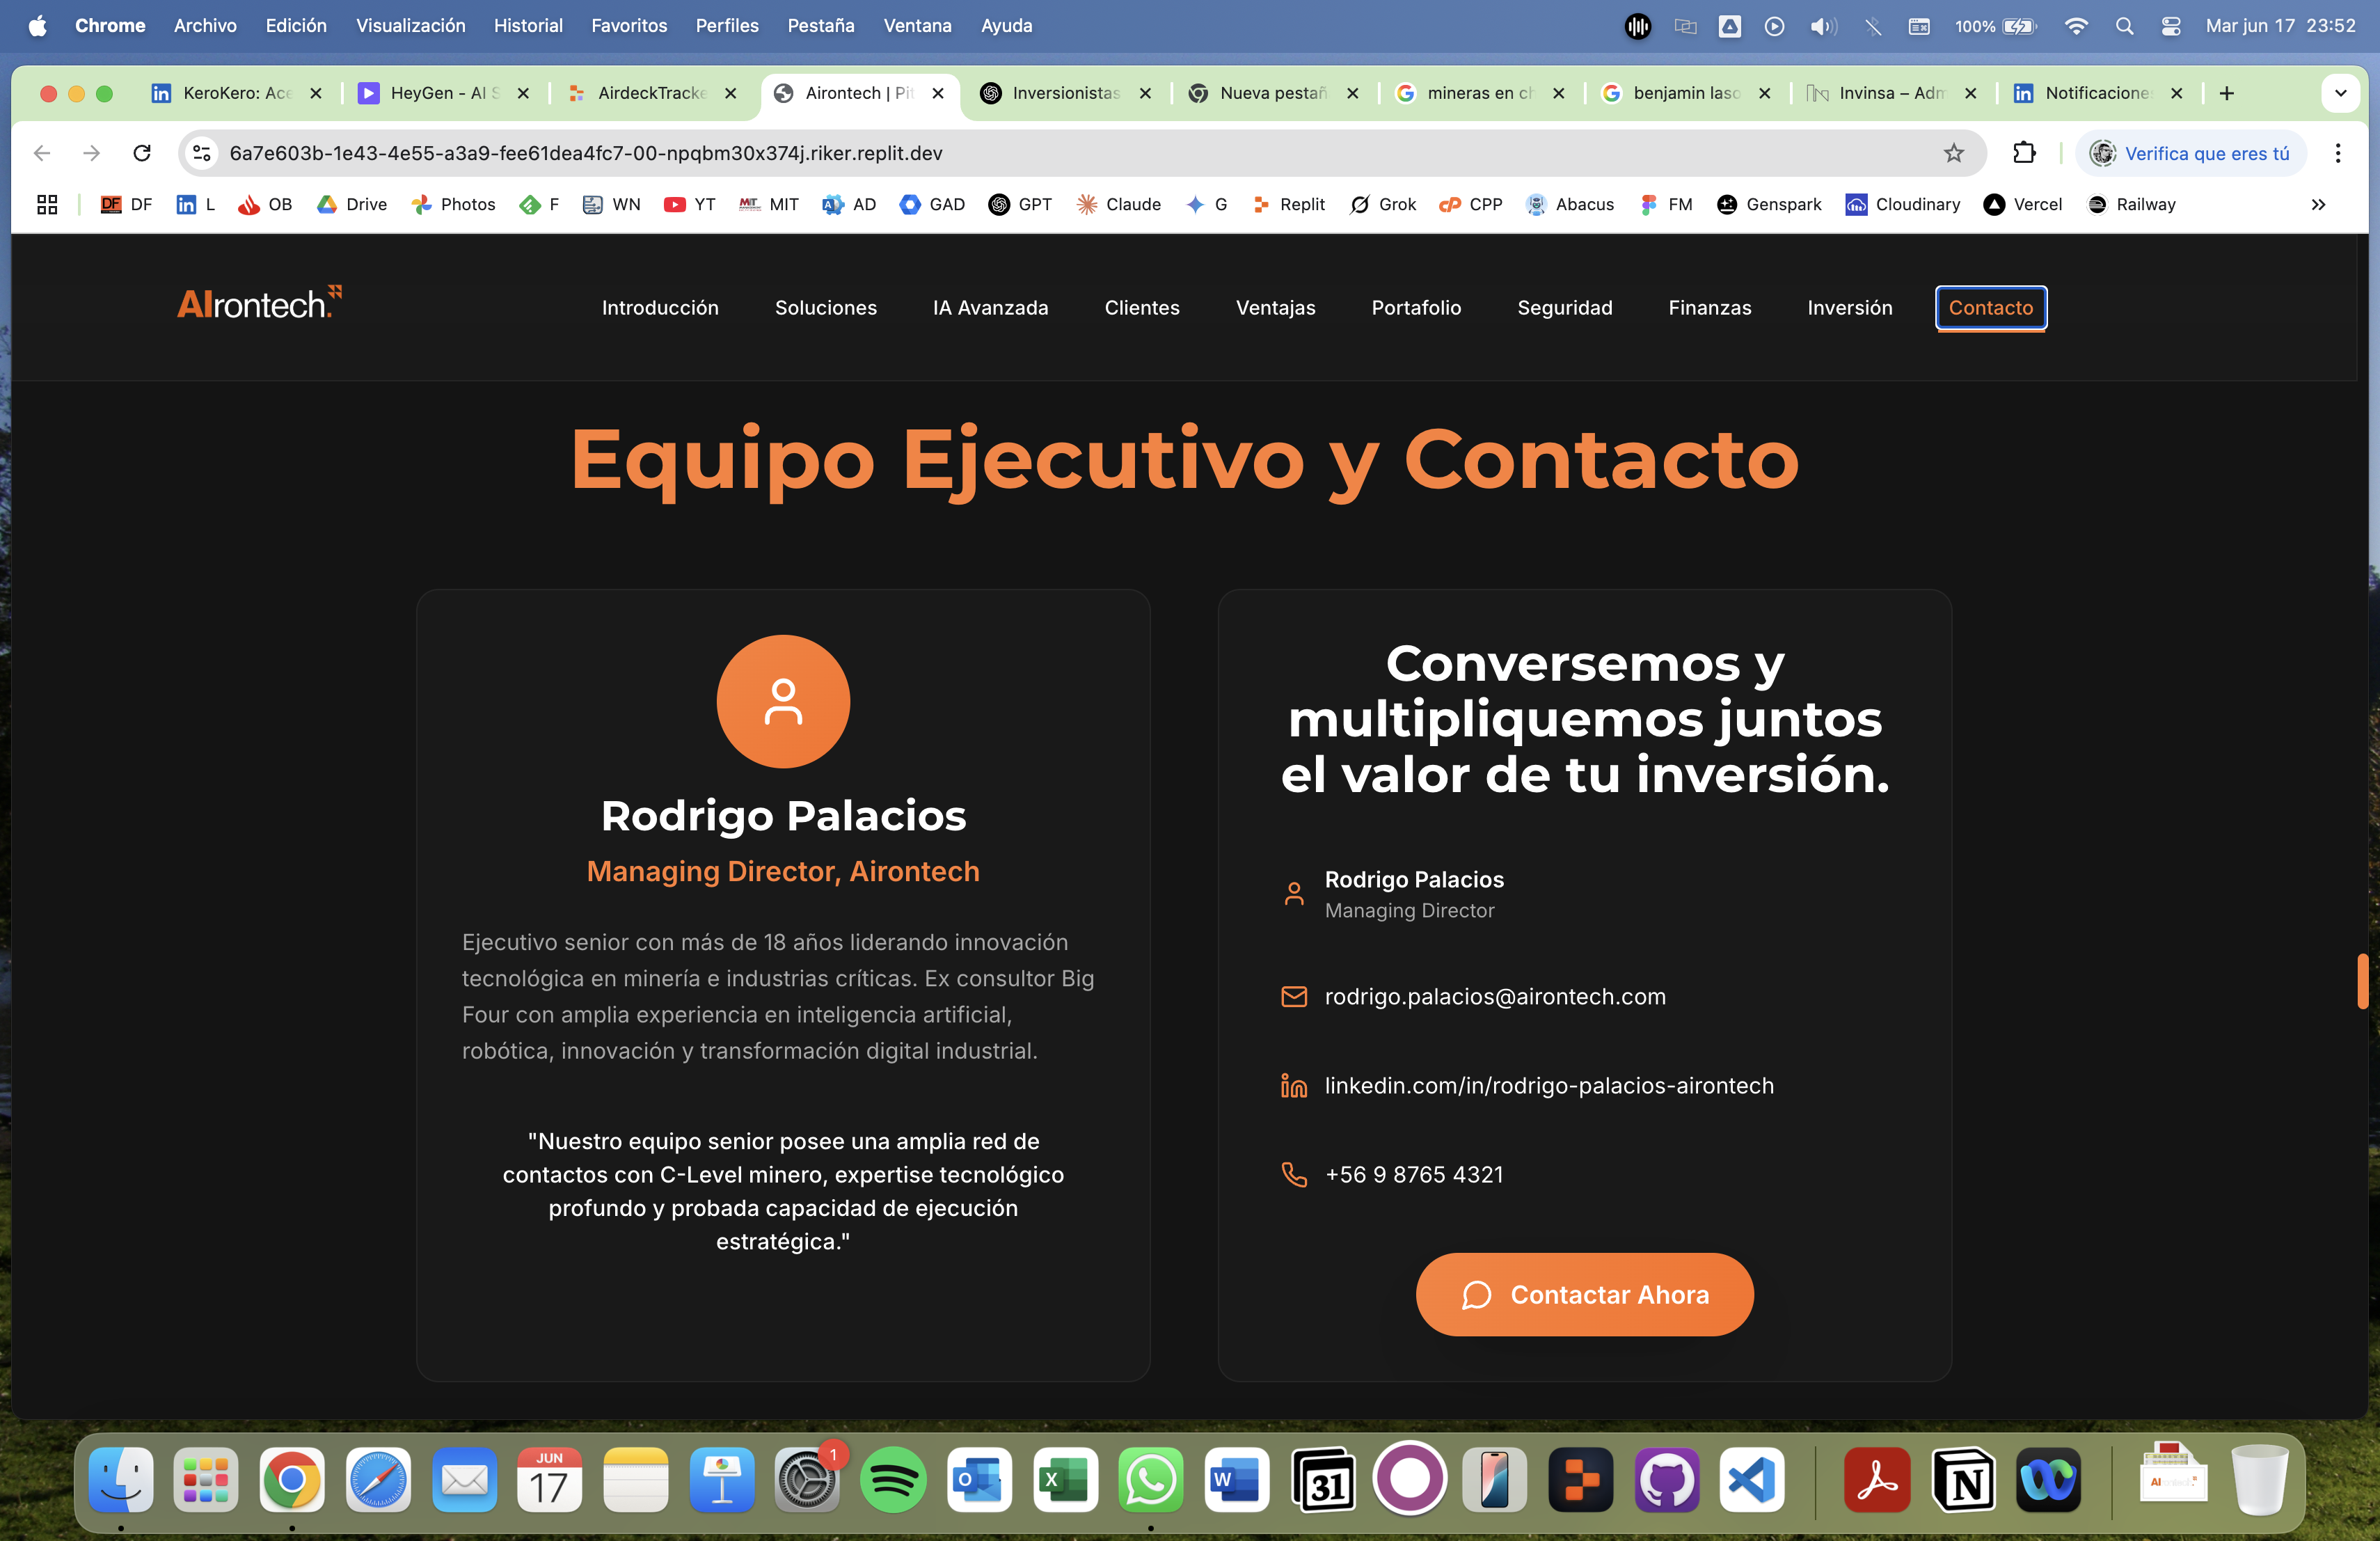 Chrome Archivo Edición Visualización Historial Favoritos Perfiles Pestaña Ventana Ayuda 100% Mar jun 17 23:52
KeroKero: Ace HeyGen - AI S AirdeckTracke Airontech | Pit Inversionistas Nueva pestañ mineras en ch benjamin laso Invinsa – Adm Notificacione
6a7e603b-1e43-4e55-a3a9-fee61dea4fc7-00-npqbm30x374j.riker.replit.dev Verifica que eres tú
DF DF L OB Drive Photos F WN YT MIT AD GAD GPT Claude G Replit Grok CPP Abacus FM Genspark Cloudinary Vercel Railway
AIrontech. Introducción Soluciones IA Avanzada Clientes Ventajas Portafolio Seguridad Finanzas Inversión Contacto
Equipo Ejecutivo y Contacto
Rodrigo Palacios
Managing Director, Airontech
Ejecutivo senior con más de 18 años liderando innovación
tecnológica en minería e industrias críticas. Ex consultor Big
Four con amplia experiencia en inteligencia artificial,
robótica, innovación y transformación digital industrial.
"Nuestro equipo senior posee una amplia red de
contactos con C-Level minero, expertise tecnológico
profundo y probada capacidad de ejecución
estratégica."
Conversemos y
multipliquemos juntos
el valor de tu inversión.
Rodrigo Palacios
Managing Director
rodrigo.palacios@airontech.com
linkedin.com/in/rodrigo-palacios-airontech
+56 9 8765 4321
Contactar Ahora
JUN
17
1
31